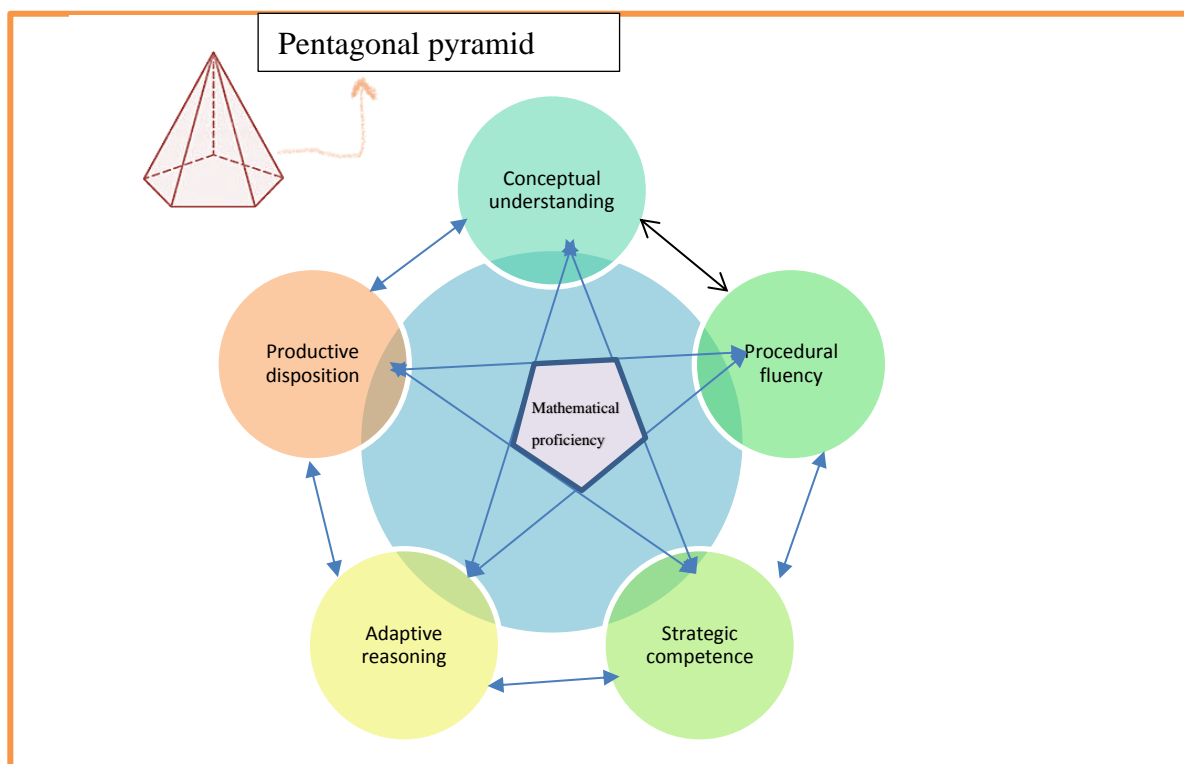 Pentagonal pyramid
Conceptual
understanding
Productive
disposition
Procedural
fluency
Mathematical
proficiency
Adaptive
reasoning
Strategic
competence